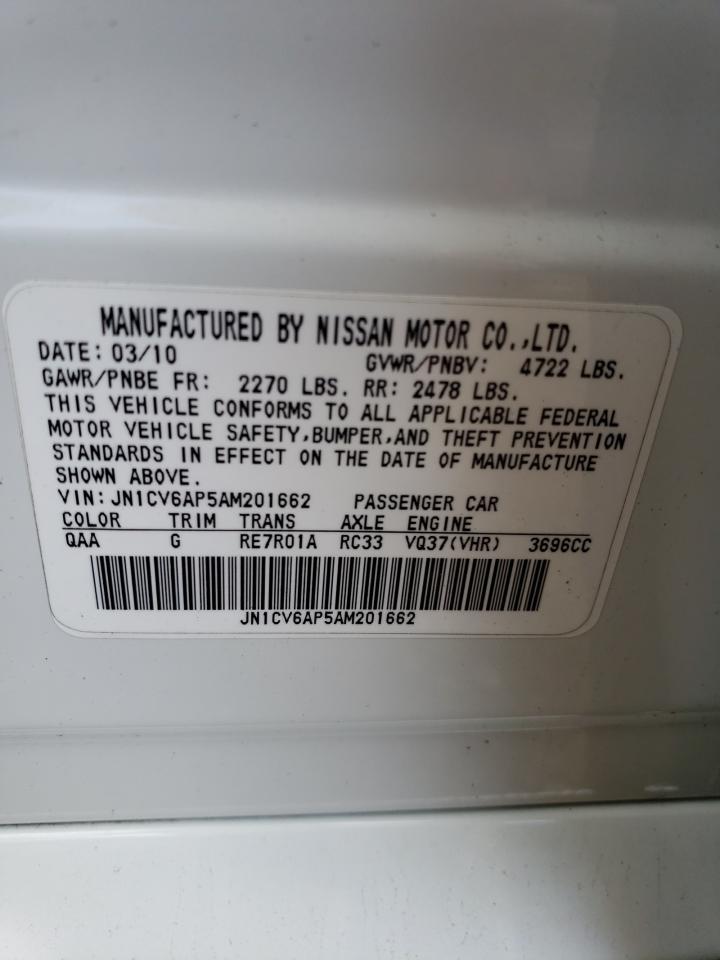 MANUFACTURED BY NISSAN MOTOR CO.,LTD.
DATE: 03/10 GVWR/PNBV: 4722 LBS.
GAWR/PNBE FR: 2270 LBS. RR: 2478 LBS.
THIS VEHICLE CONFORMS TO ALL APPLICABLE FEDERAL
MOTOR VEHICLE SAFETY,BUMPER,AND THEFT PREVENTION
STANDARDS IN EFFECT ON THE DATE OF MANUFACTURE
SHOWN ABOVE.
VIN:JN1CV6AP5AM201662 PASSENGER CAR
COLOR TRIM TRANS AXLE ENGINE
QAA G RE7R01A RC33 VQ37(VHR) 3696CC
JN1CV6AP5AM201662